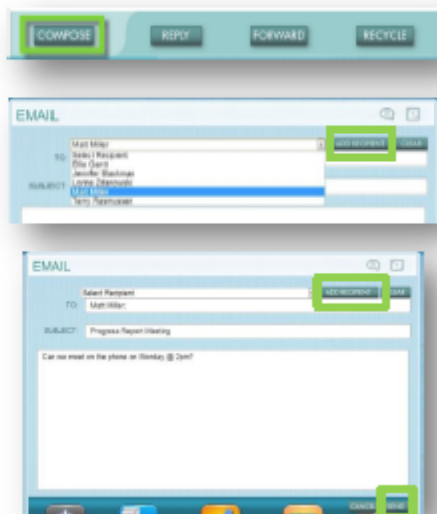 COMPOSE REPLY FORWARD RECYCLE
EMAIL
Matt Miller ADD RECIPIENT CLEAR
TO: Select Recipient
Ellie Gantt
Jennifer Blackman
SUBJECT:
Matt Miller
Terry Rasmussen
EMAIL
Select Recipient ADD RECIPIENT CLEAR
TO: Matt Miller;
SUBJECT: Progress Report Meeting
Can we meet on the phone on Monday @ 2pm?
CANCEL SEND